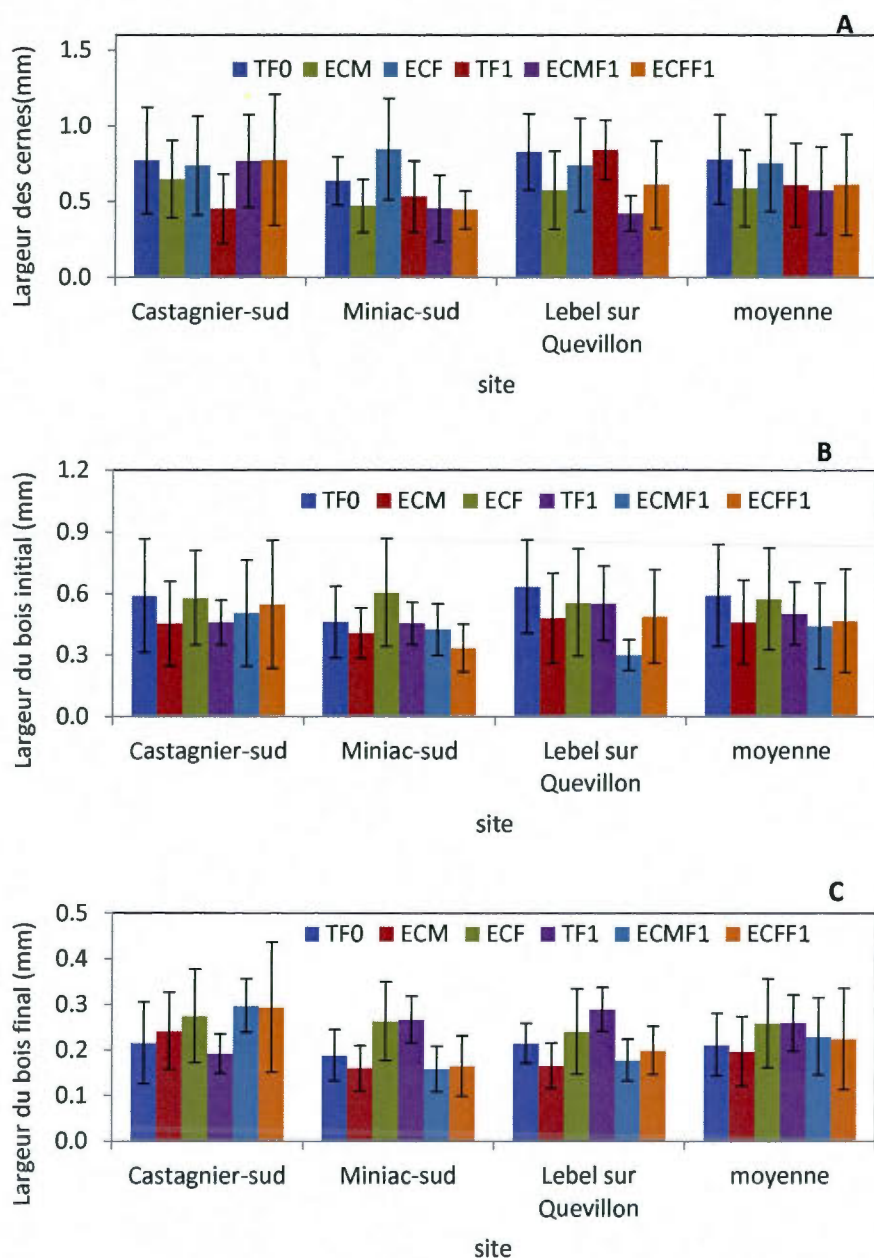 A
Largeur des cernes(mm)
1.5
1.0
0.5
0.0
TF0 ECM ECF TF1 ECMF1 ECFF1
Castagnier-sud Miniac-sud Lebel sur Quevillon moyenne
site
B
Largeur du bois initial (mm)
1.2
0.9
0.6
0.3
0.0
TF0 ECM ECF TF1 ECMF1 ECFF1
Castagnier-sud Miniac-sud Lebel sur Quevillon moyenne
site
C
Largeur du bois final (mm)
0.5
0.4
0.3
0.2
0.1
0.0
TF0 ECM ECF TF1 ECMF1 ECFF1
Castagnier-sud Miniac-sud Lebel sur Quevillon moyenne
site